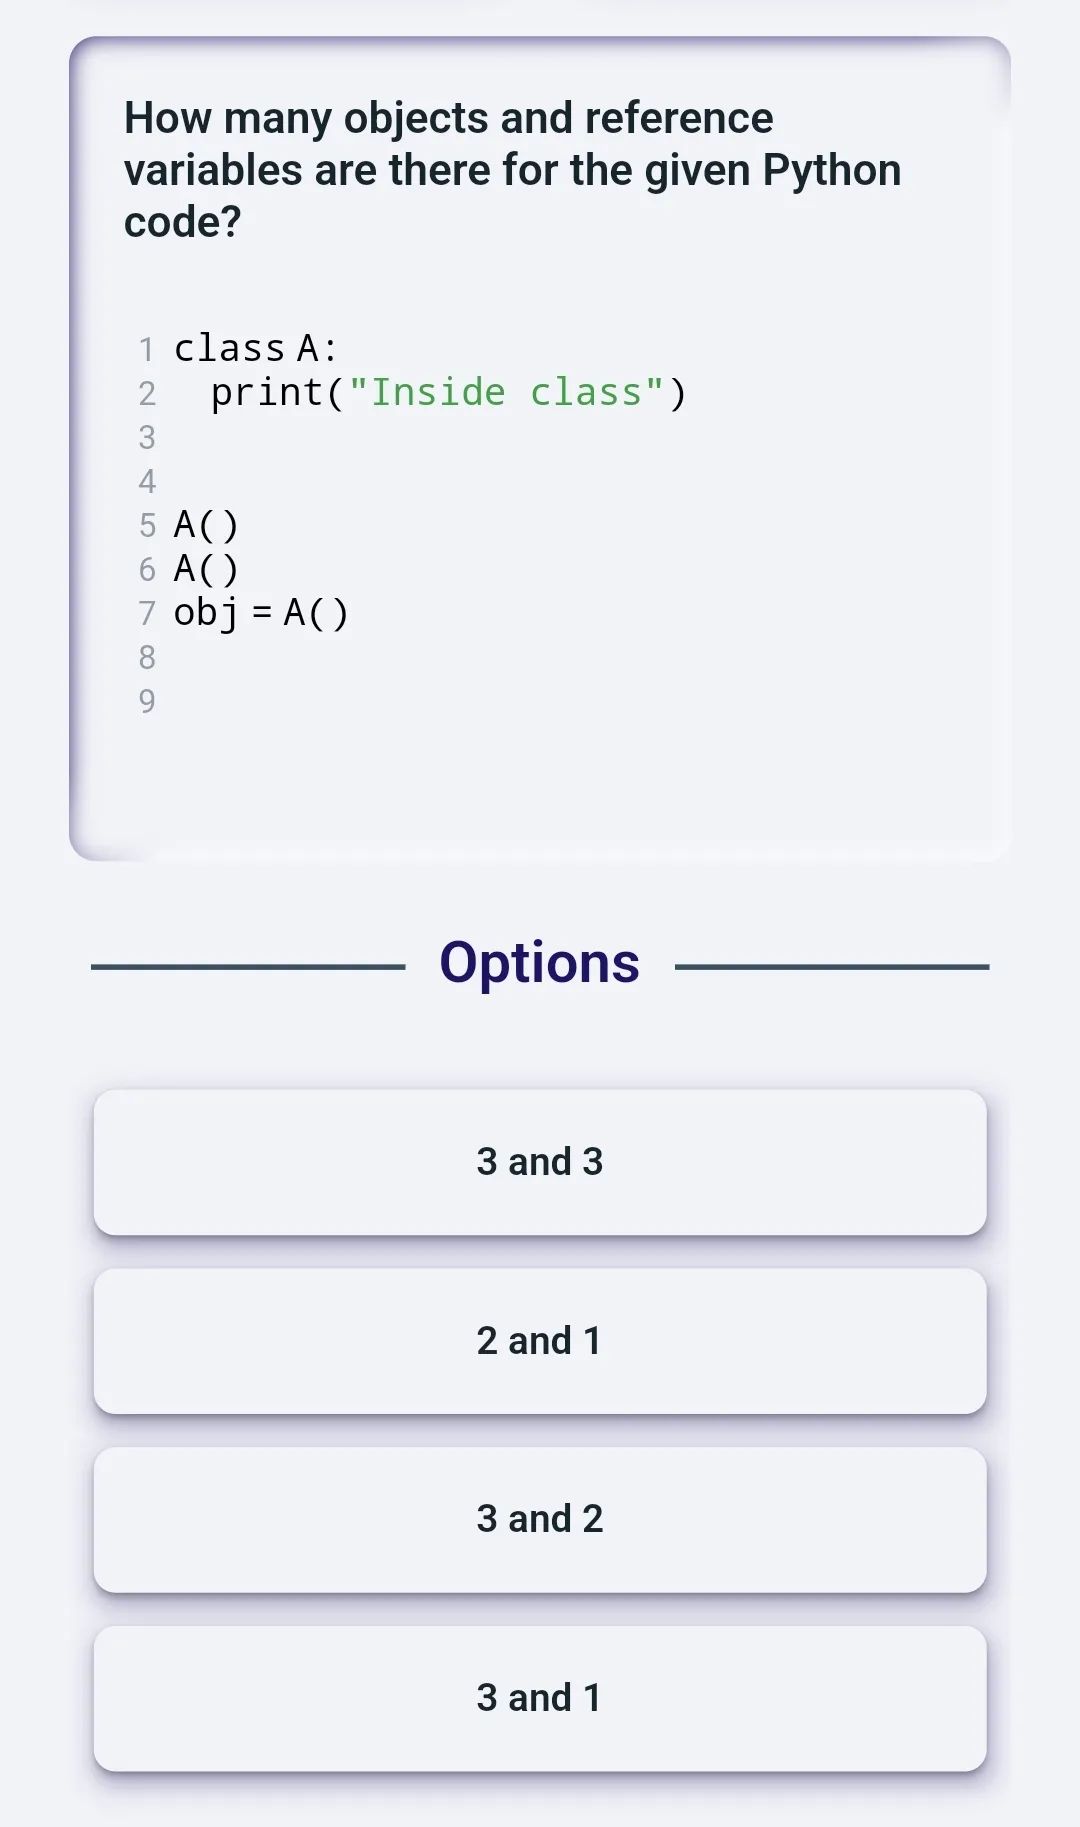 How many objects and reference
variables are there for the given Python
code?
1 class A:
2 print("Inside class")
3
4
5 A()
6 A()
7 obj = A()
8
9
Options
3 and 3
2 and 1
3 and 2
3 and 1